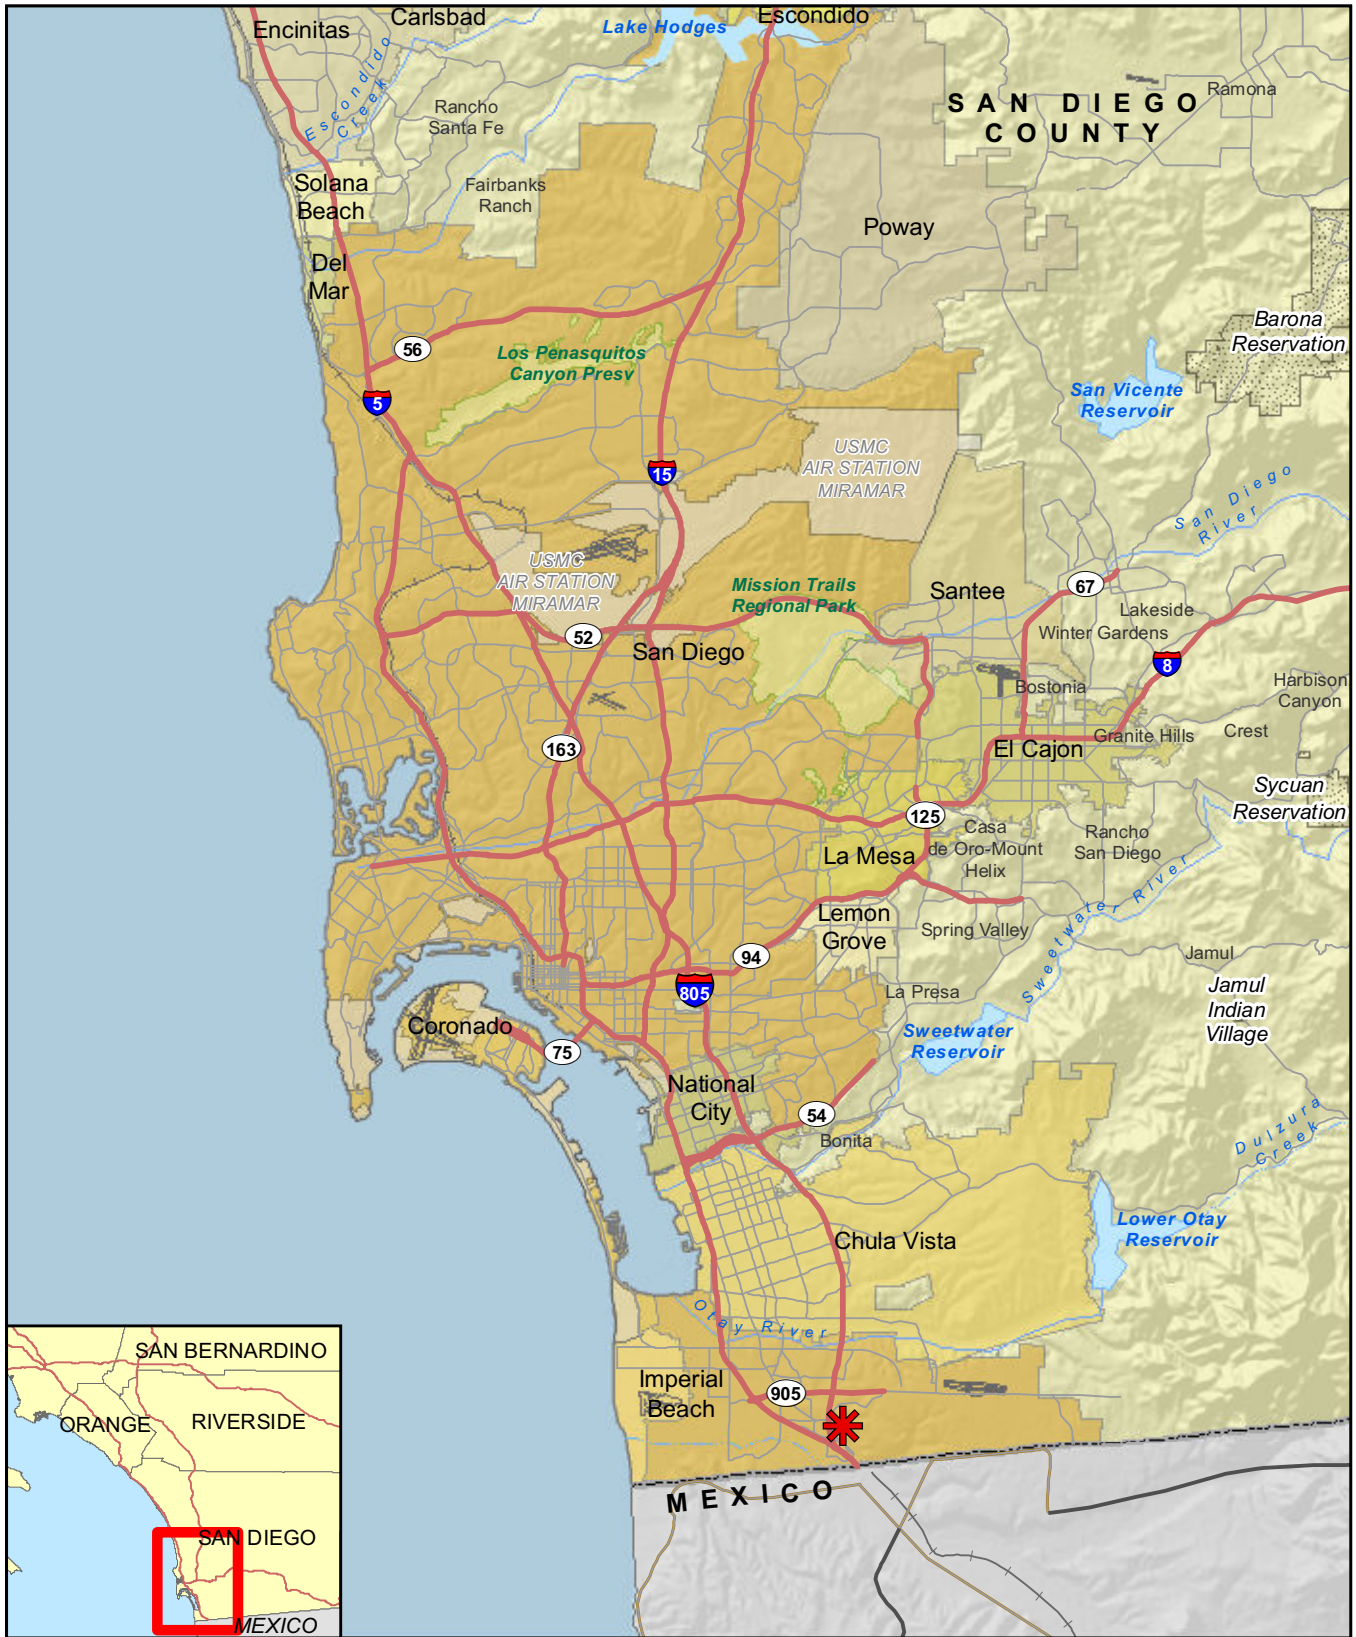 Carlsbad
Escondido
Encinitas
Lake Hodges
Escondido
Creek
Ramona
SAN DIEGO
COUNTY
Rancho
Santa Fe
Solana
Beach
Fairbanks
Ranch
Poway
Del
Mar
Barona
Reservation
56
Los Penasquitos
Canyon Presv
5
San Vicente
Reservoir
USMC
AIR STATION
MIRAMAR
15
San Diego
River
USMC
AIR STATION
MIRAMAR
Mission Trails
Regional Park
Santee
67
Lakeside
Winter Gardens
52
San Diego
8
Bostonia
Harbison
Canyon
163
El Cajon
Granite Hills
Crest
Sycuan
Reservation
125
Casa
de Oro-Mount
Helix
Rancho
San Diego
La Mesa
Lemon
Grove
Spring Valley
Sweetwater River
94
Jamul
805
La Presa
Jamul
Indian
Village
Coronado
Sweetwater
Reservoir
75
National
City
54
Bonita
Dulzura
Creek
Chula Vista
Lower Otay
Reservoir
Otay River
Imperial
Beach
905
MEXICO
SAN BERNARDINO
ORANGE
RIVERSIDE
SAN DIEGO
MEXICO